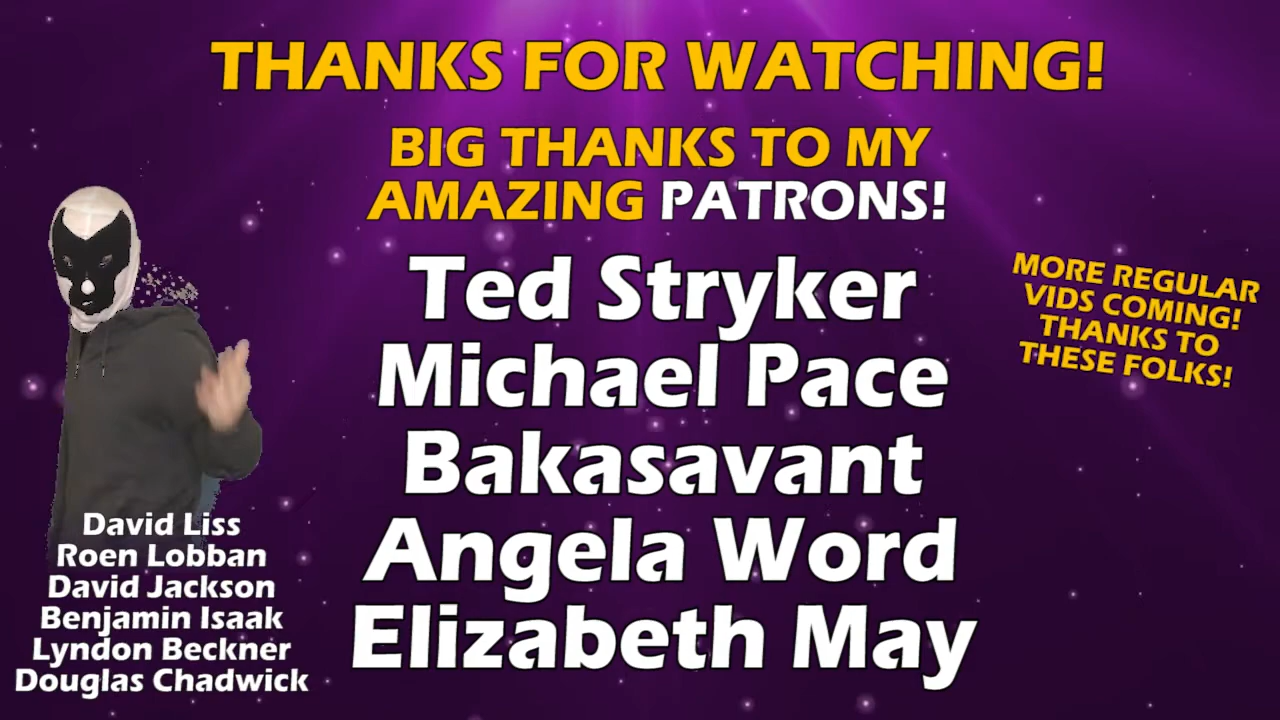 THANKS FOR WATCHING!
BIG THANKS TO MY
AMAZING PATRONS!
Ted Stryker
Michael Pace
Bakasavant
Angela Word
Elizabeth May
MORE REGULAR
VIDS COMING!
THANKS TO
THESE FOLKS!
David Liss
Roen Lobban
David Jackson
Benjamin Isaak
Lyndon Beckner
Douglas Chadwick